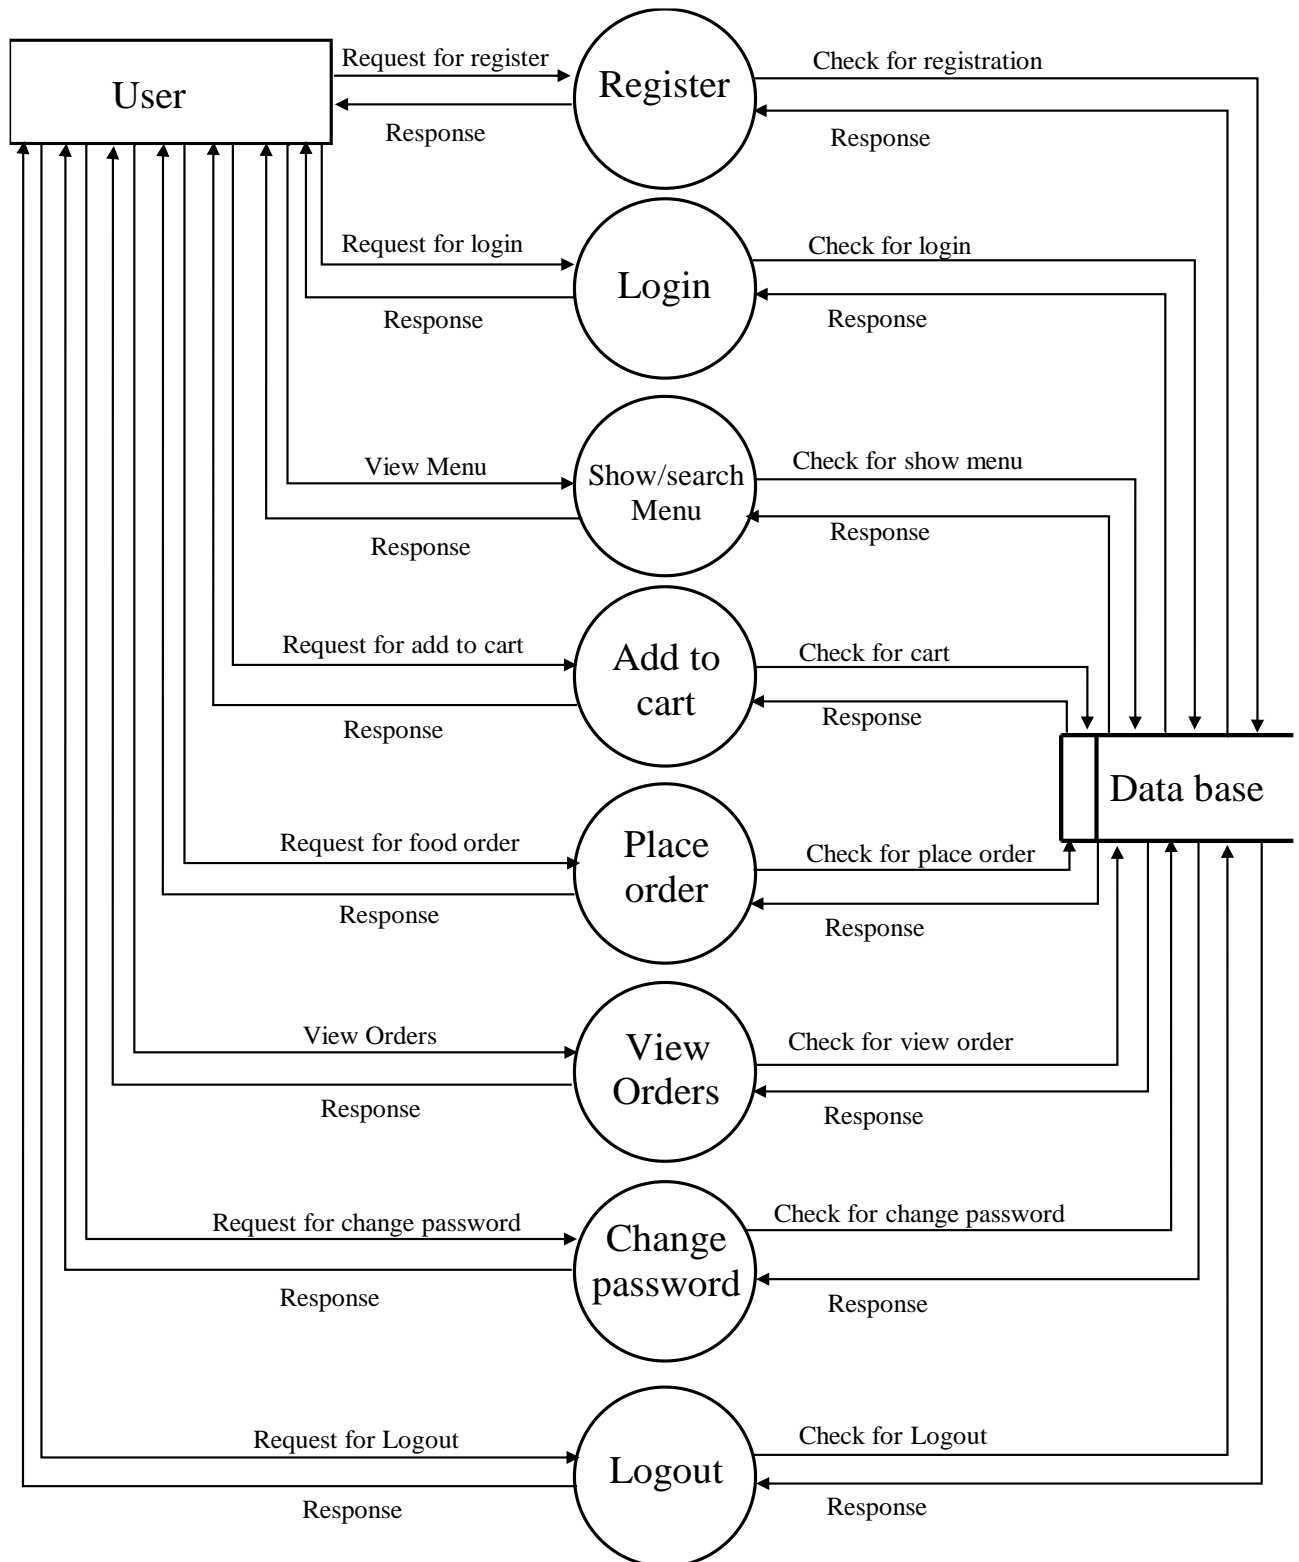 User
Request for register
Response
Register
Check for registration
Response
Request for login
Response
Login
Check for login
Response
View Menu
Response
Show/search
Menu
Check for show menu
Response
Request for add to cart
Response
Add to
cart
Check for cart
Response
Data base
Request for food order
Response
Place
order
Check for place order
Response
View Orders
Response
View
Orders
Check for view order
Response
Request for change password
Response
Change
password
Check for change password
Response
Request for Logout
Response
Logout
Check for Logout
Response